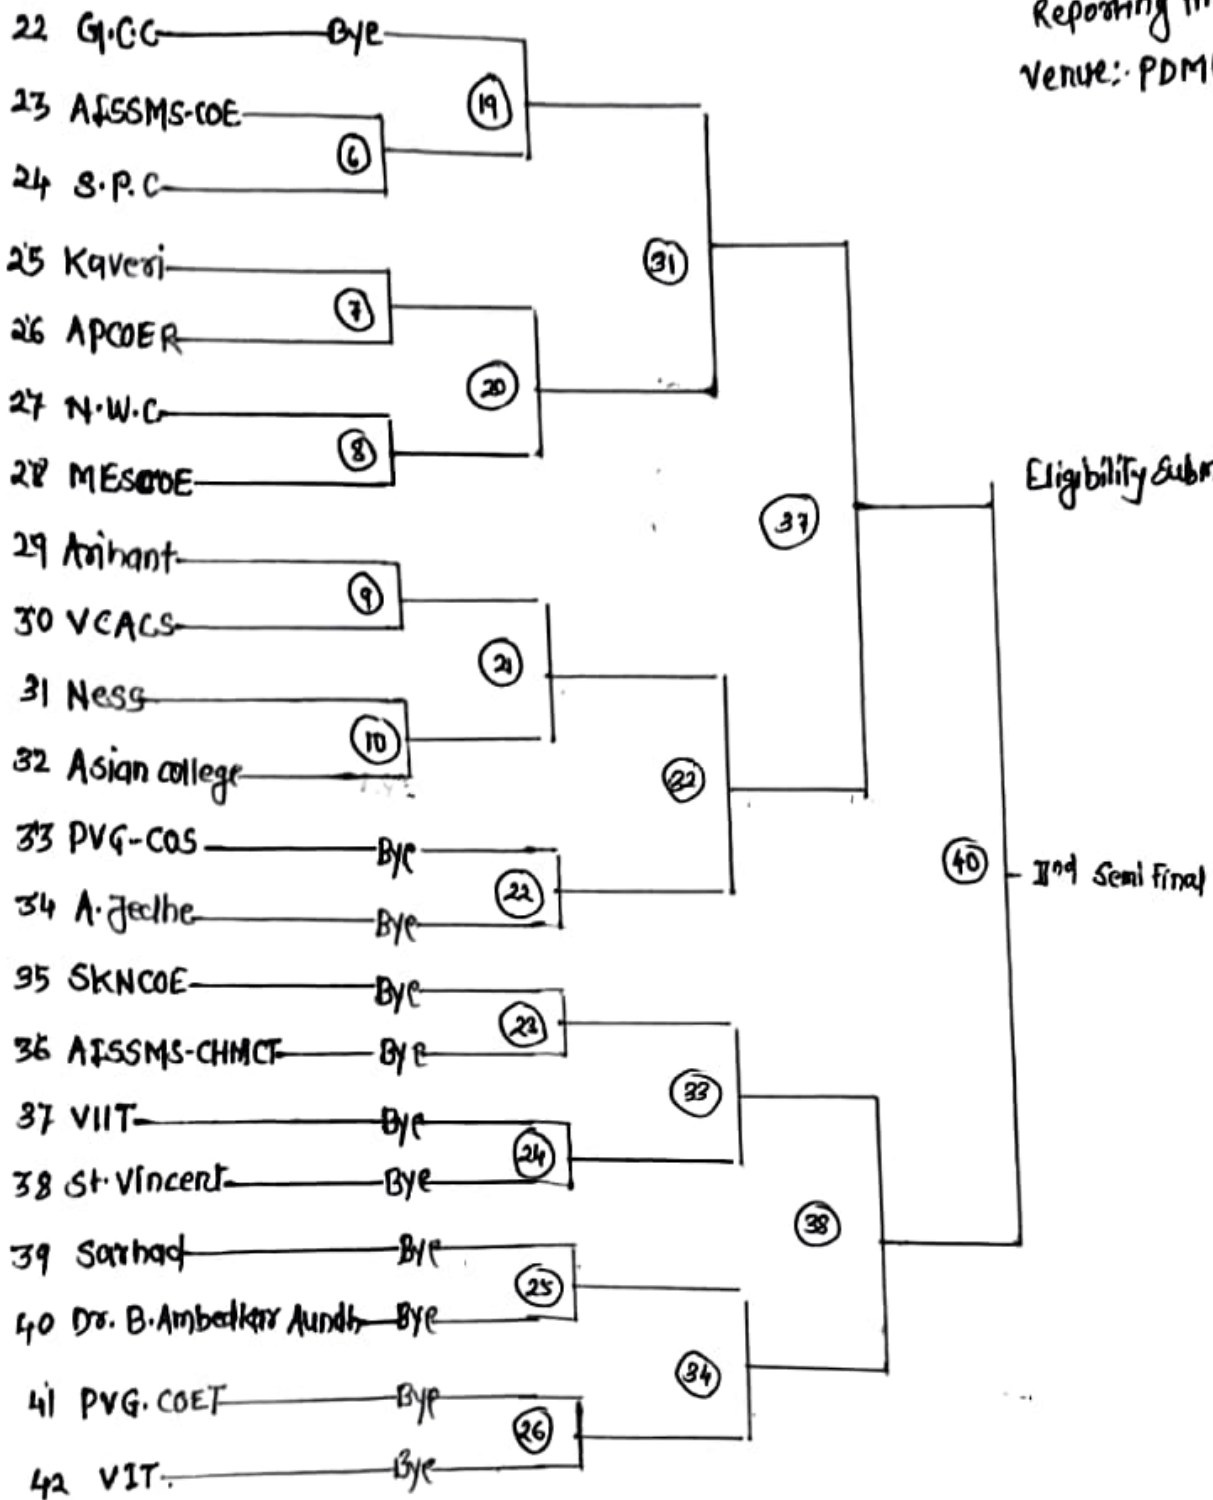 Reporting
Venue:. PDM
22 G.C.C Bye
19
23 AISSMS-COE
6
24 S.P.C
25 Kaveri
31
7
26 APCOER
20
27 N.W.C
8
28 MESCOE
Eligibility Subm
37
29 Arihant
9
30 VCACS
21
31 Ness
10
32 Asian college
32
33 PVG-COS Bye
40
IInd Semi Final
22
34 A. Jedhe Bye
35 SKNCOE Bye
23
36 AISSMS-CHMCT Bye
33
37 VIIT Bye
24
38 St. Vincent Bye
38
39 Sarhad Bye
25
40 Dr. B. Ambedkar Aundh Bye
34
41 PVG. COET Bye
26
42 VIT. Bye